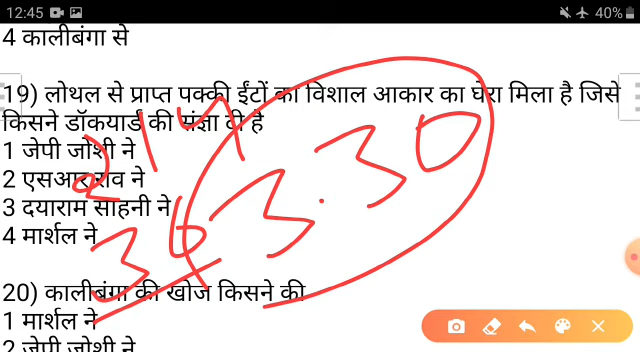 12:45 40%
4 कालीबंगा से
19) लोथल से प्राप्त पक्की ईंटों का विशाल आकार का घेरा मिला है जिसे
किसने डॉकयार्ड की संज्ञा दी है
1 जेपी जोशी ने
2 एसआर राव ने
3 दयाराम साहनी ने
4 मार्शल ने
3.30
20) कालीबंगा की खोज किसने की
1 मार्शल ने
2 जेपी जोशी ने